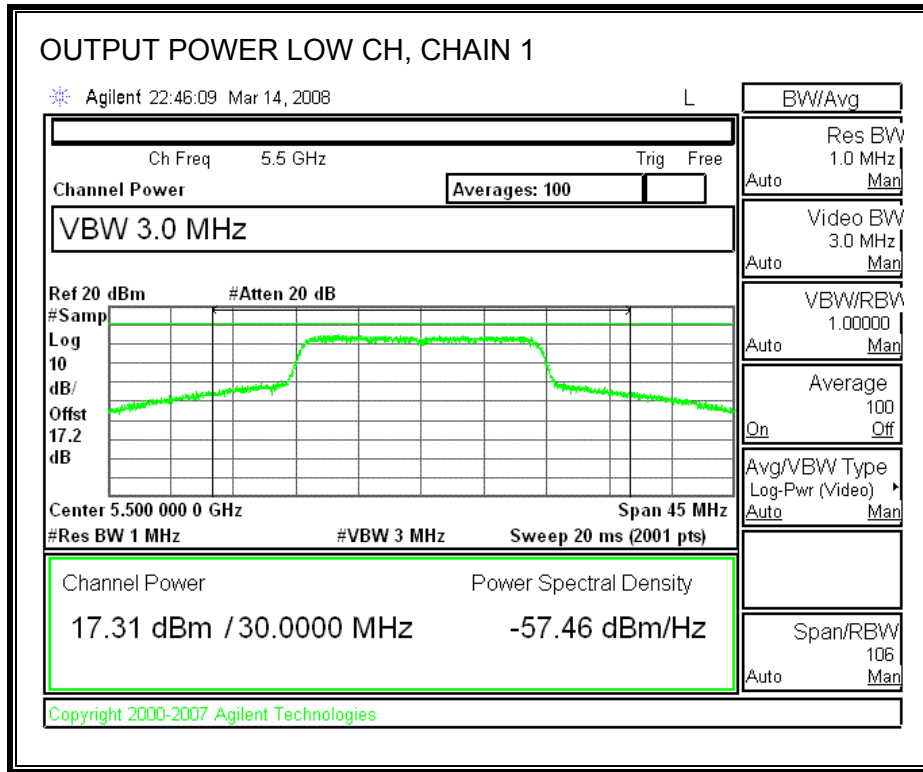 OUTPUT POWER LOW CH, CHAIN 1
Agilent 22:46:09 Mar 14, 2008 L
Ch Freq 5.5 GHz Trig Free
Channel Power Averages: 100
VBW 3.0 MHz
Ref 20 dBm #Atten 20 dB
#Samp
Log
10
dB/
Offst
17.2
dB
Center 5.500 000 0 GHz Span 45 MHz
#Res BW 1 MHz #VBW 3 MHz Sweep 20 ms (2001 pts)
Channel Power Power Spectral Density
17.31 dBm / 30.0000 MHz -57.46 dBm/Hz
Copyright 2000-2007 Agilent Technologies
BW/Avg
Res BW
1.0 MHz
Auto Man
Video BW
3.0 MHz
Auto Man
VBW/RBW
1.00000
Auto Man
Average
100
On Off
Avg/VBW Type
Log-Pwr (Video)
Auto Man
Span/RBW
106
Auto Man